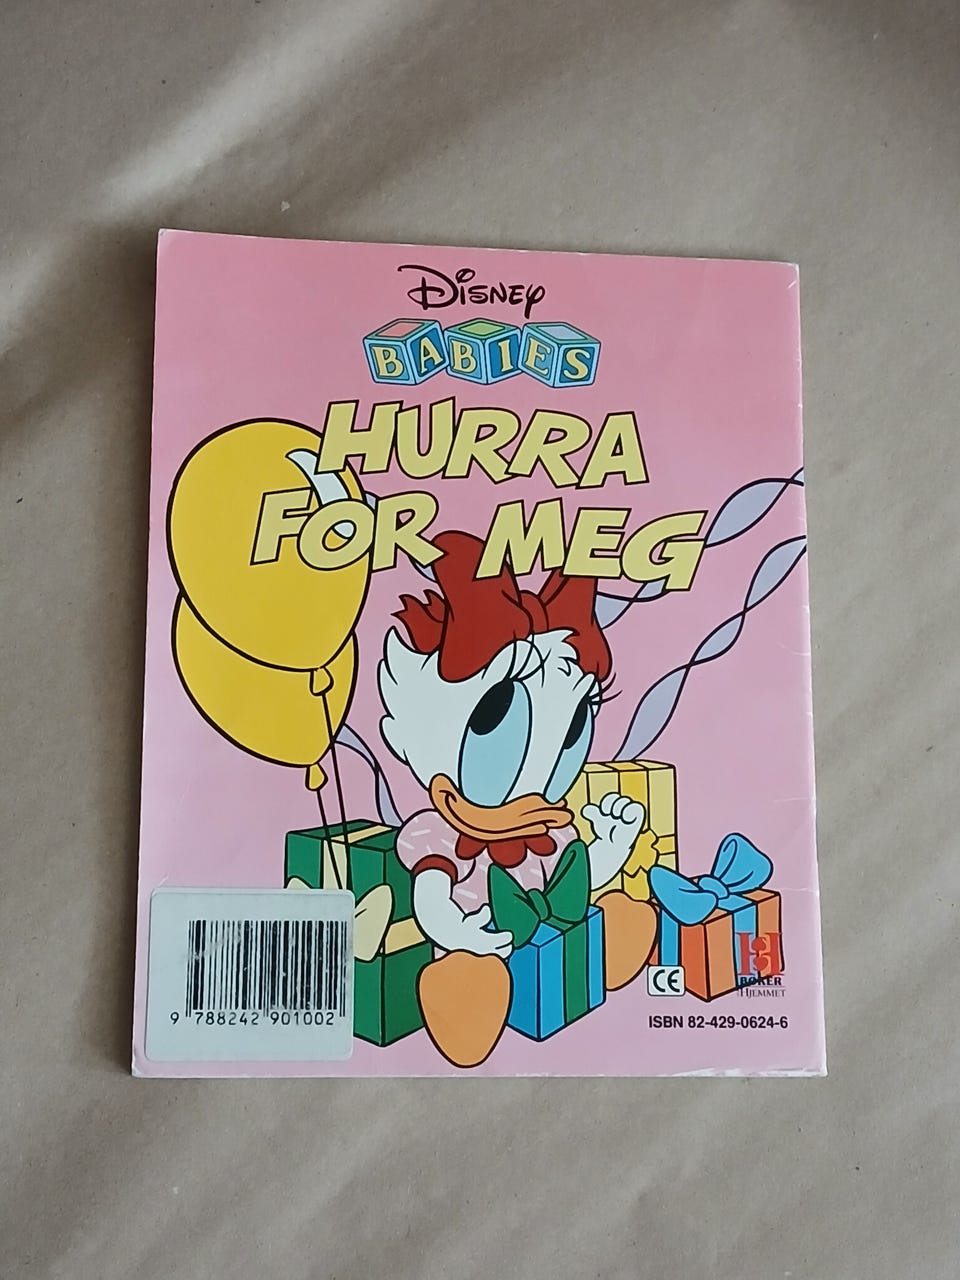 DISNEY
BABIES
HURRA
FOR MEG
CE
BØKER
HJEMMET
9 788242 901002
ISBN 82-429-0624-6